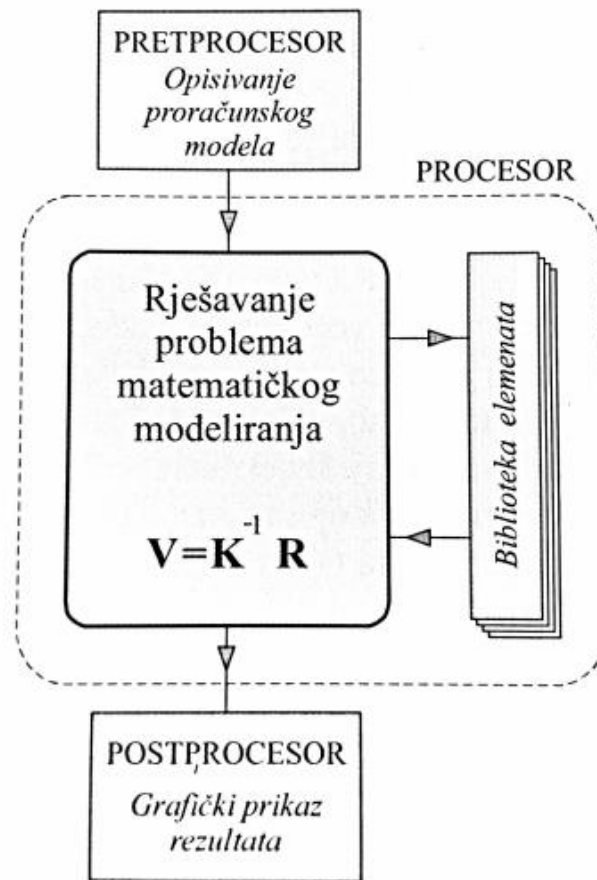 PRETPROCESOR
Opisivanje
proračunskog
modela
PROCESOR
Rješavanje
problema
matematičkog
modeliranja
V=K⁻¹ R
Biblioteka elemenata
POSTPROCESOR
Grafički prikaz
rezultata